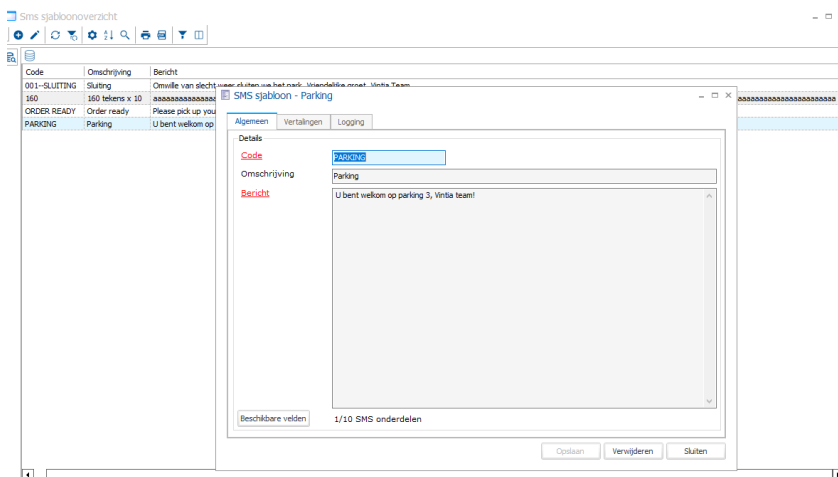 Sms sjabloonoverzicht
Code Omschrijving Bericht
001--SLUITING Sluiting Omwille van slecht weer sluiten we het park. Vriendelijke groet, Vintia Team
160 160 tekens x 10
ORDER READY Order ready Please pick up you
PARKING Parking U bent welkom op
SMS sjabloon - Parking
Algemeen Vertalingen Logging
Details
Code PARKING
Omschrijving Parking
Bericht U bent welkom op parking 3, Vintia team!
Beschikbare velden 1/10 SMS onderdelen
Opslaan Verwijderen Sluiten